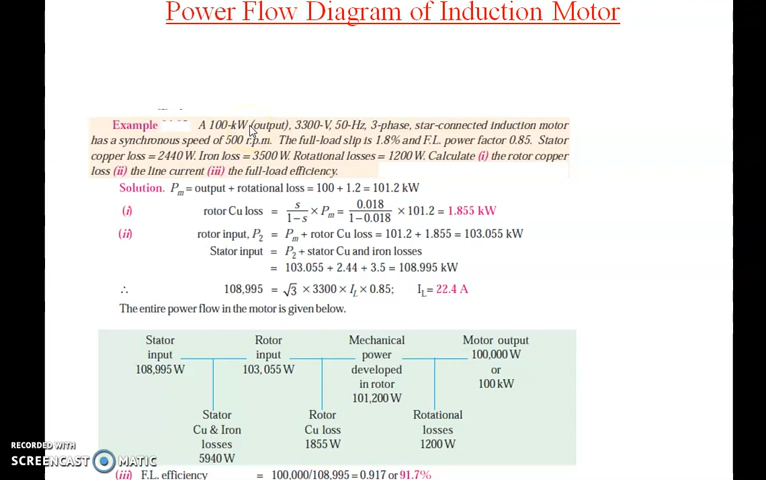 Power Flow Diagram of Induction Motor
Example A 100-kW (output), 3300-V, 50-Hz, 3-phase, star-connected induction motor
has a synchronous speed of 500 r.p.m. The full-load slip is 1.8% and F.L. power factor 0.85. Stator
copper loss = 2440 W. Iron loss = 3500 W. Rotational losses = 1200 W. Calculate (i) the rotor copper
loss (ii) the line current (iii) the full-load efficiency.
Solution. Pm = output + rotational loss = 100 + 1.2 = 101.2 kW
(i) rotor Cu loss = s/(1–s) × Pm = 0.018/(1–0.018) × 101.2 = 1.855 kW
(ii) rotor input, P2 = Pm + rotor Cu loss = 101.2 + 1.855 = 103.055 kW
Stator input = P2 + stator Cu and iron losses
= 103.055 + 2.44 + 3.5 = 108.995 kW
∴ 108,995 = √3 × 3300 × IL × 0.85; IL = 22.4 A
The entire power flow in the motor is given below.
Stator
input
108,995 W
Rotor
input
103,055 W
Mechanical
power
developed
in rotor
101,200 W
Motor output
100,000 W
or
100 kW
Stator
Cu & Iron
losses
5940 W
Rotor
Cu loss
1855 W
Rotational
losses
1200 W
(iii) F.L. efficiency = 100,000/108,995 = 0.917 or 91.7%
RECORDED WITH
SCREENCAST MATIC